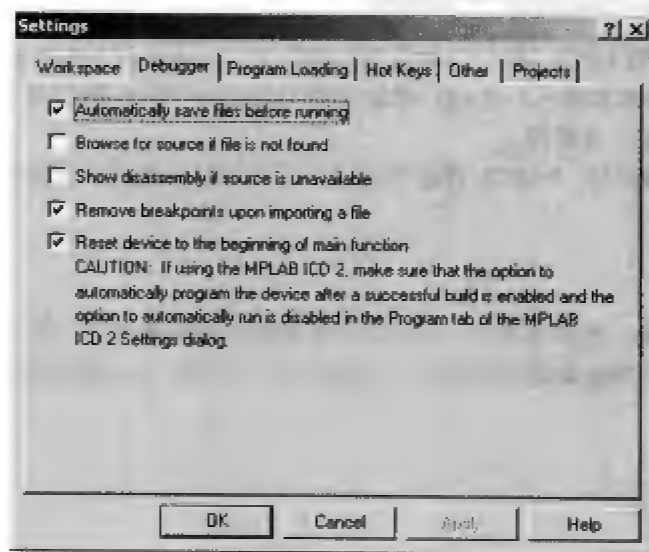 Settings
Workspace Debugger Program Loading Hot Keys Other Projects
Automatically save files before running
Browse for source if file is not found
Show disassembly if source is unavailable
Remove breakpoints upon importing a file
Reset device to the beginning of main function
CAUTION: If using the MPLAB ICD 2, make sure that the option to
automatically program the device after a successful build is enabled and the
option to automatically run is disabled in the Program tab of the MPLAB
ICD 2 Settings dialog.
OK Cancel Apply Help